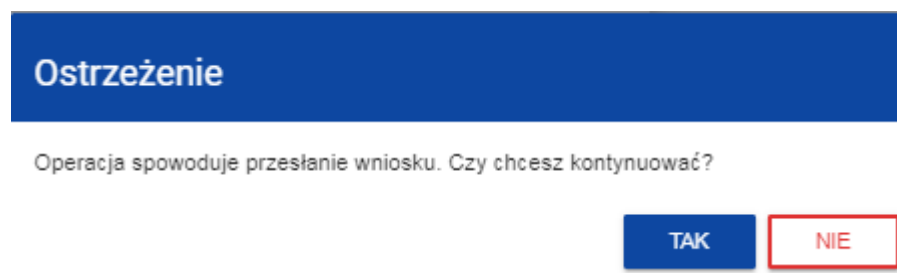 Ostrzeżenie
Operacja spowoduje przesłanie wniosku. Czy chcesz kontynuować?
TAK NIE